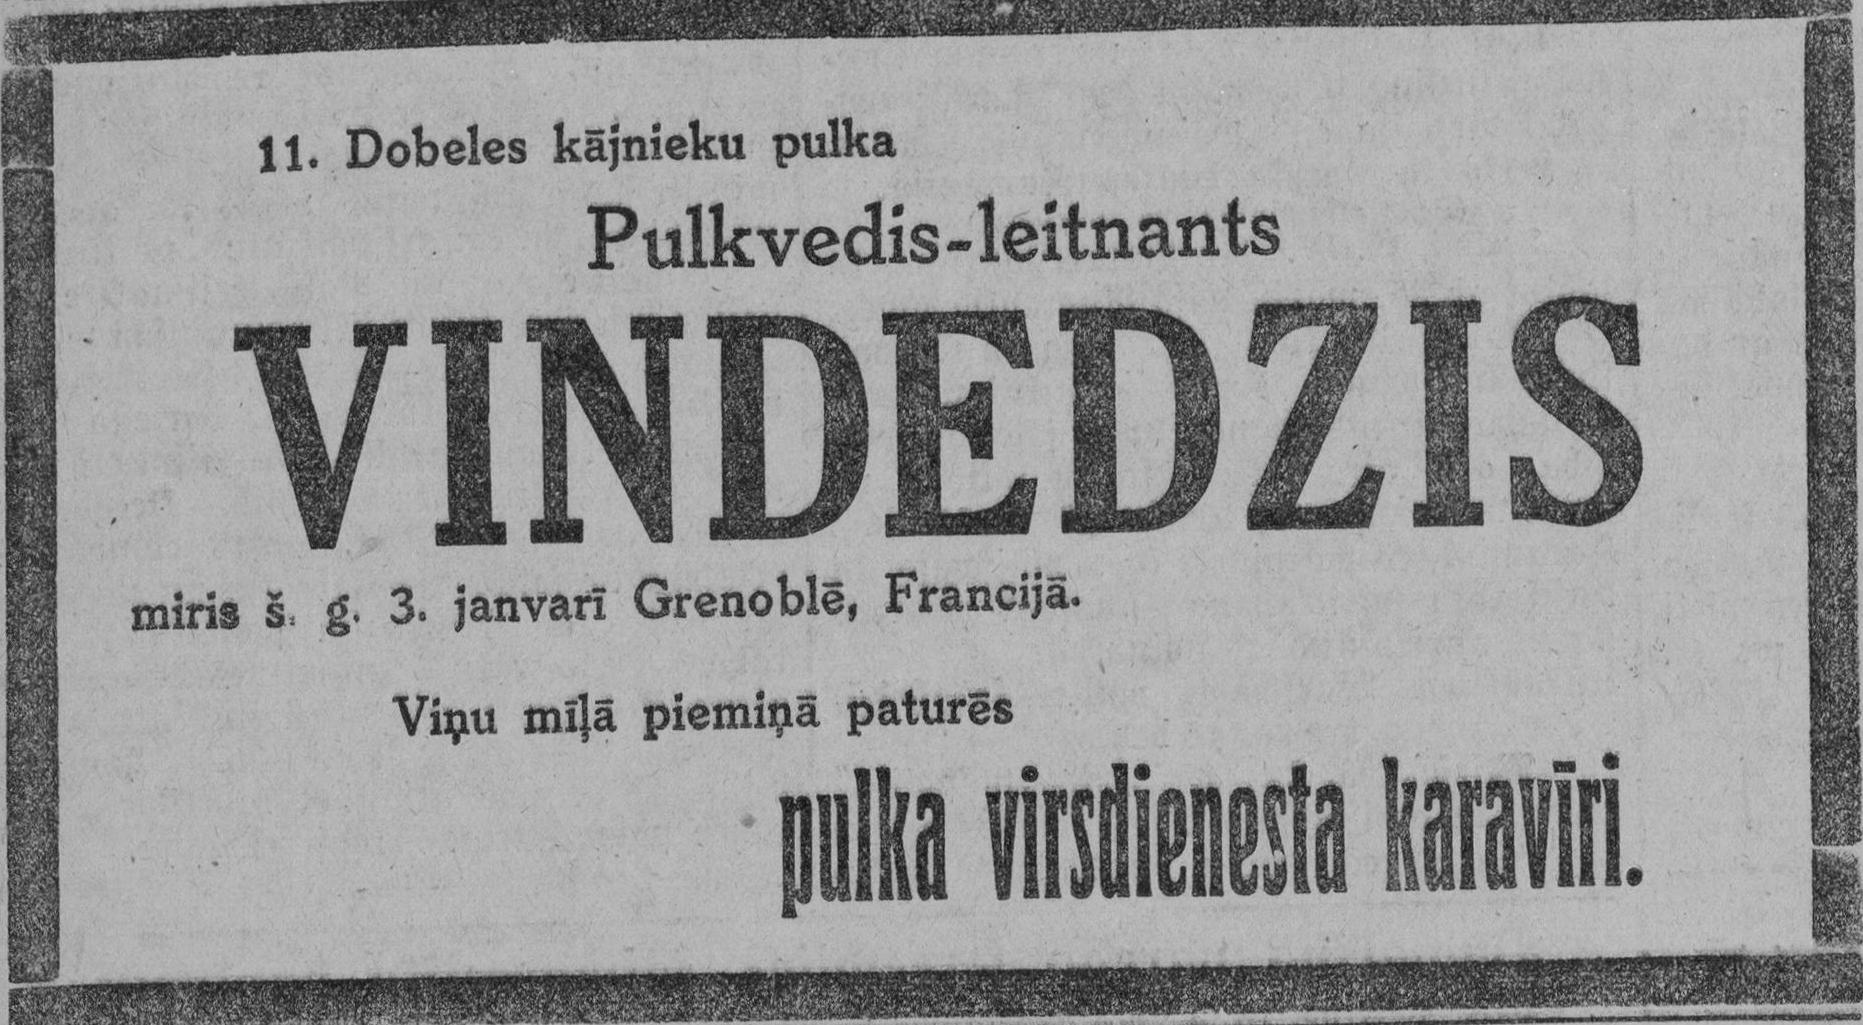 11. Dobeles kājnieku pulka
Pulkvedis-leitnants
VINDEDZIS
miris š. g. 3. janvarī Grenoblē, Francijā.
Viņu mīļā piemiņā paturēs
pulka virsdienesta karavīri.